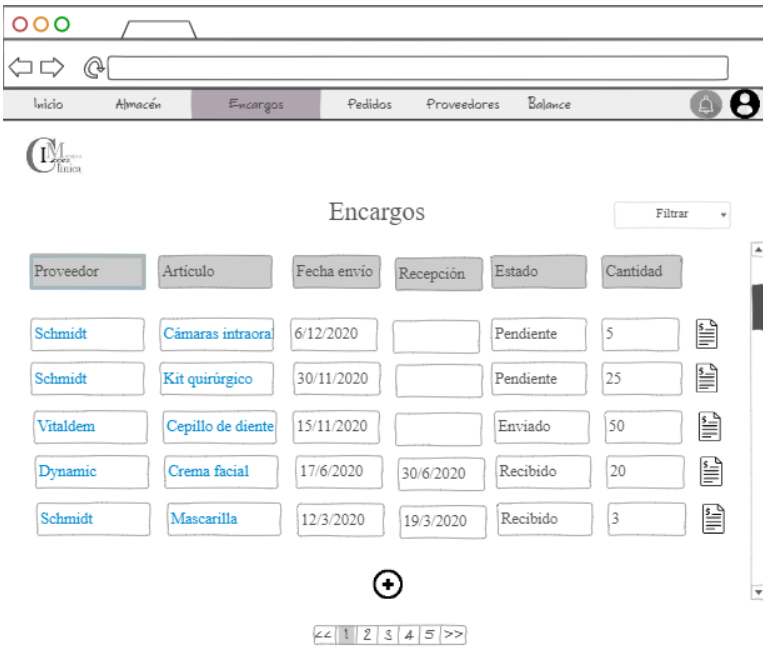 Inicio Almacén Encargos Pedidos Proveedores Balance
CIM
Clínica
Encargos
Filtrar
Proveedor Artículo Fecha envío Recepción Estado Cantidad
Schmidt Cámaras intraoral 6/12/2020 Pendiente 5
Schmidt Kit quirúrgico 30/11/2020 Pendiente 25
Vitaldem Cepillo de diente 15/11/2020 Enviado 50
Dynamic Crema facial 17/6/2020 30/6/2020 Recibido 20
Schmidt Mascarilla 12/3/2020 19/3/2020 Recibido 3
<< 1 2 3 4 5 >>